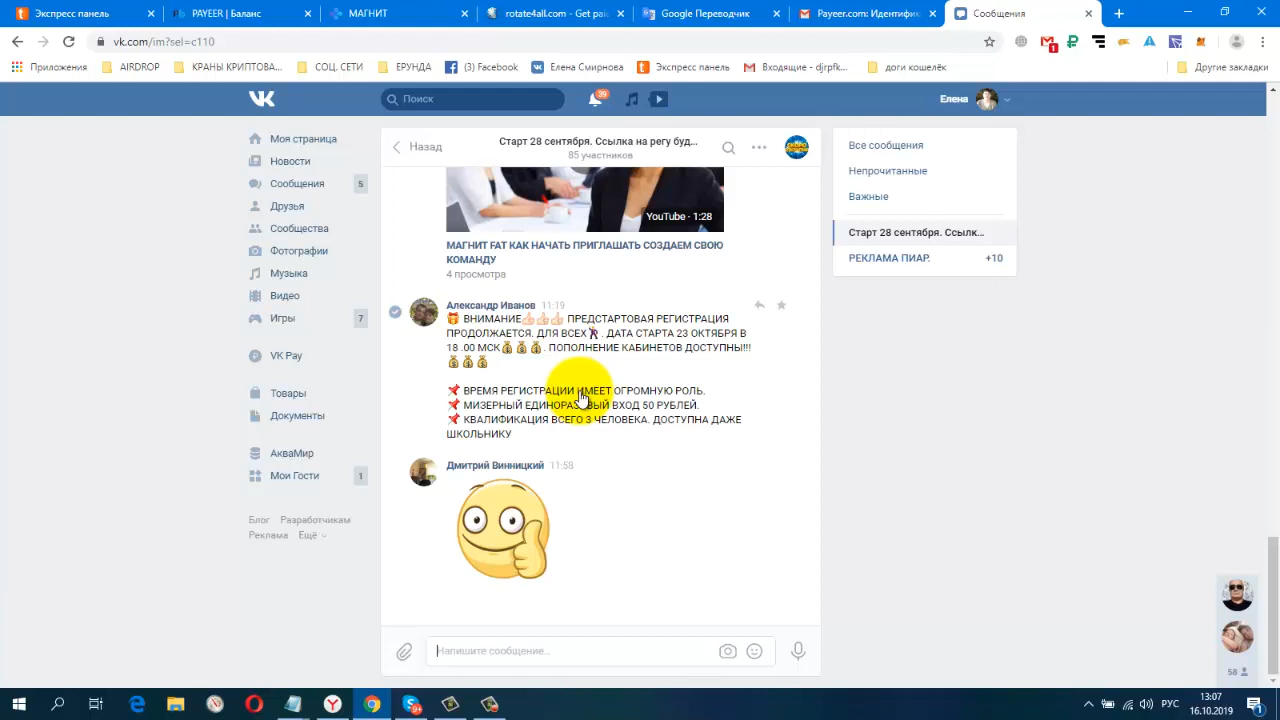 Экспресс панель
PAYEER | Баланс
МАГНИТ
rotate4all.com - Get paid
Google Переводчик
Payeer.com: Идентифик
Сообщения
vk.com/im?sel=c110
1
Приложения
AIRDROP
КРАНЫ КРИПТОВА...
СОЦ. СЕТИ
ЕРУНДА
(3) Facebook
Елена Смирнова
Экспресс панель
Входящие - djrpfk...
доги кошелёк
Другие закладки
Поиск
39
Елена
Моя страница
Новости
Сообщения 5
Друзья
Сообщества
Фотографии
Музыка
Видео
Игры 7
VK Pay
Товары
Документы
АкваМир
Мои Гости 1
Блог Разработчикам
Реклама Ещё
Назад
Старт 28 сентября. Ссылка на регу буд...
85 участников
YouTube · 1:28
МАГНИТ FAT КАК НАЧАТЬ ПРИГЛАШАТЬ СОЗДАЕМ СВОЮ
КОМАНДУ
4 просмотра
Александр Иванов 11:19
ВНИМАНИЕ ПРЕДСТАРТОВАЯ РЕГИСТРАЦИЯ
ПРОДОЛЖАЕТСЯ. ДЛЯ ВСЕХ . ДАТА СТАРТА 23 ОКТЯБРЯ В
18 .00 МСК . ПОПОЛНЕНИЕ КАБИНЕТОВ ДОСТУПНЫ!!!
ВРЕМЯ РЕГИСТРАЦИИ ИМЕЕТ ОГРОМНУЮ РОЛЬ.
МИЗЕРНЫЙ ЕДИНОРАЗОВЫЙ ВХОД 50 РУБЛЕЙ.
КВАЛИФИКАЦИЯ ВСЕГО 3 ЧЕЛОВЕКА. ДОСТУПНА ДАЖЕ
ШКОЛЬНИКУ
Дмитрий Винницкий 11:58
Напишите сообщение...
Все сообщения
Непрочитанные
Важные
Старт 28 сентября. Ссылк...
РЕКЛАМА ПИАР. +10
58
РУС
13:07
16.10.2019